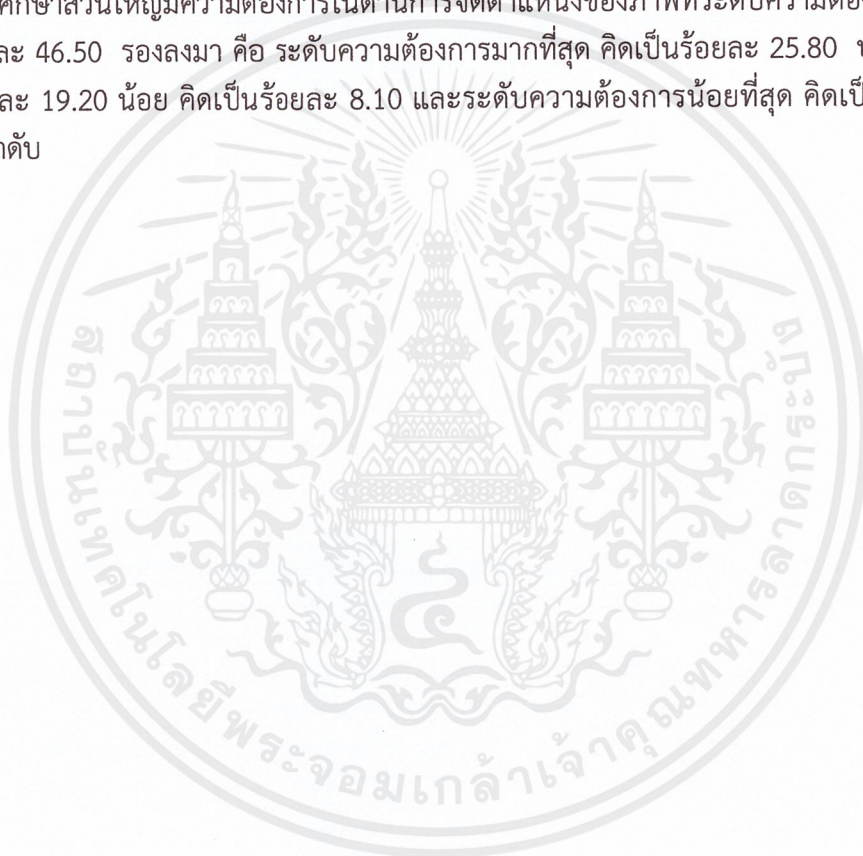 ศึกษาส่วนใหญ่มีความต้องการในด้านการจัดตำแหน่งของภาพที่ระดับความต้อง
ละ 46.50 รองลงมา คือ ระดับความต้องการมากที่สุด คิดเป็นร้อยละ 25.80
ละ 19.20 น้อย คิดเป็นร้อยละ 8.10 และระดับความต้องการน้อยที่สุด คิดเป็
าดับ
สถาบันเทคโนโลยีพระจอมเกล้าเจ้าคุณทหารลาดกระบัง
๔